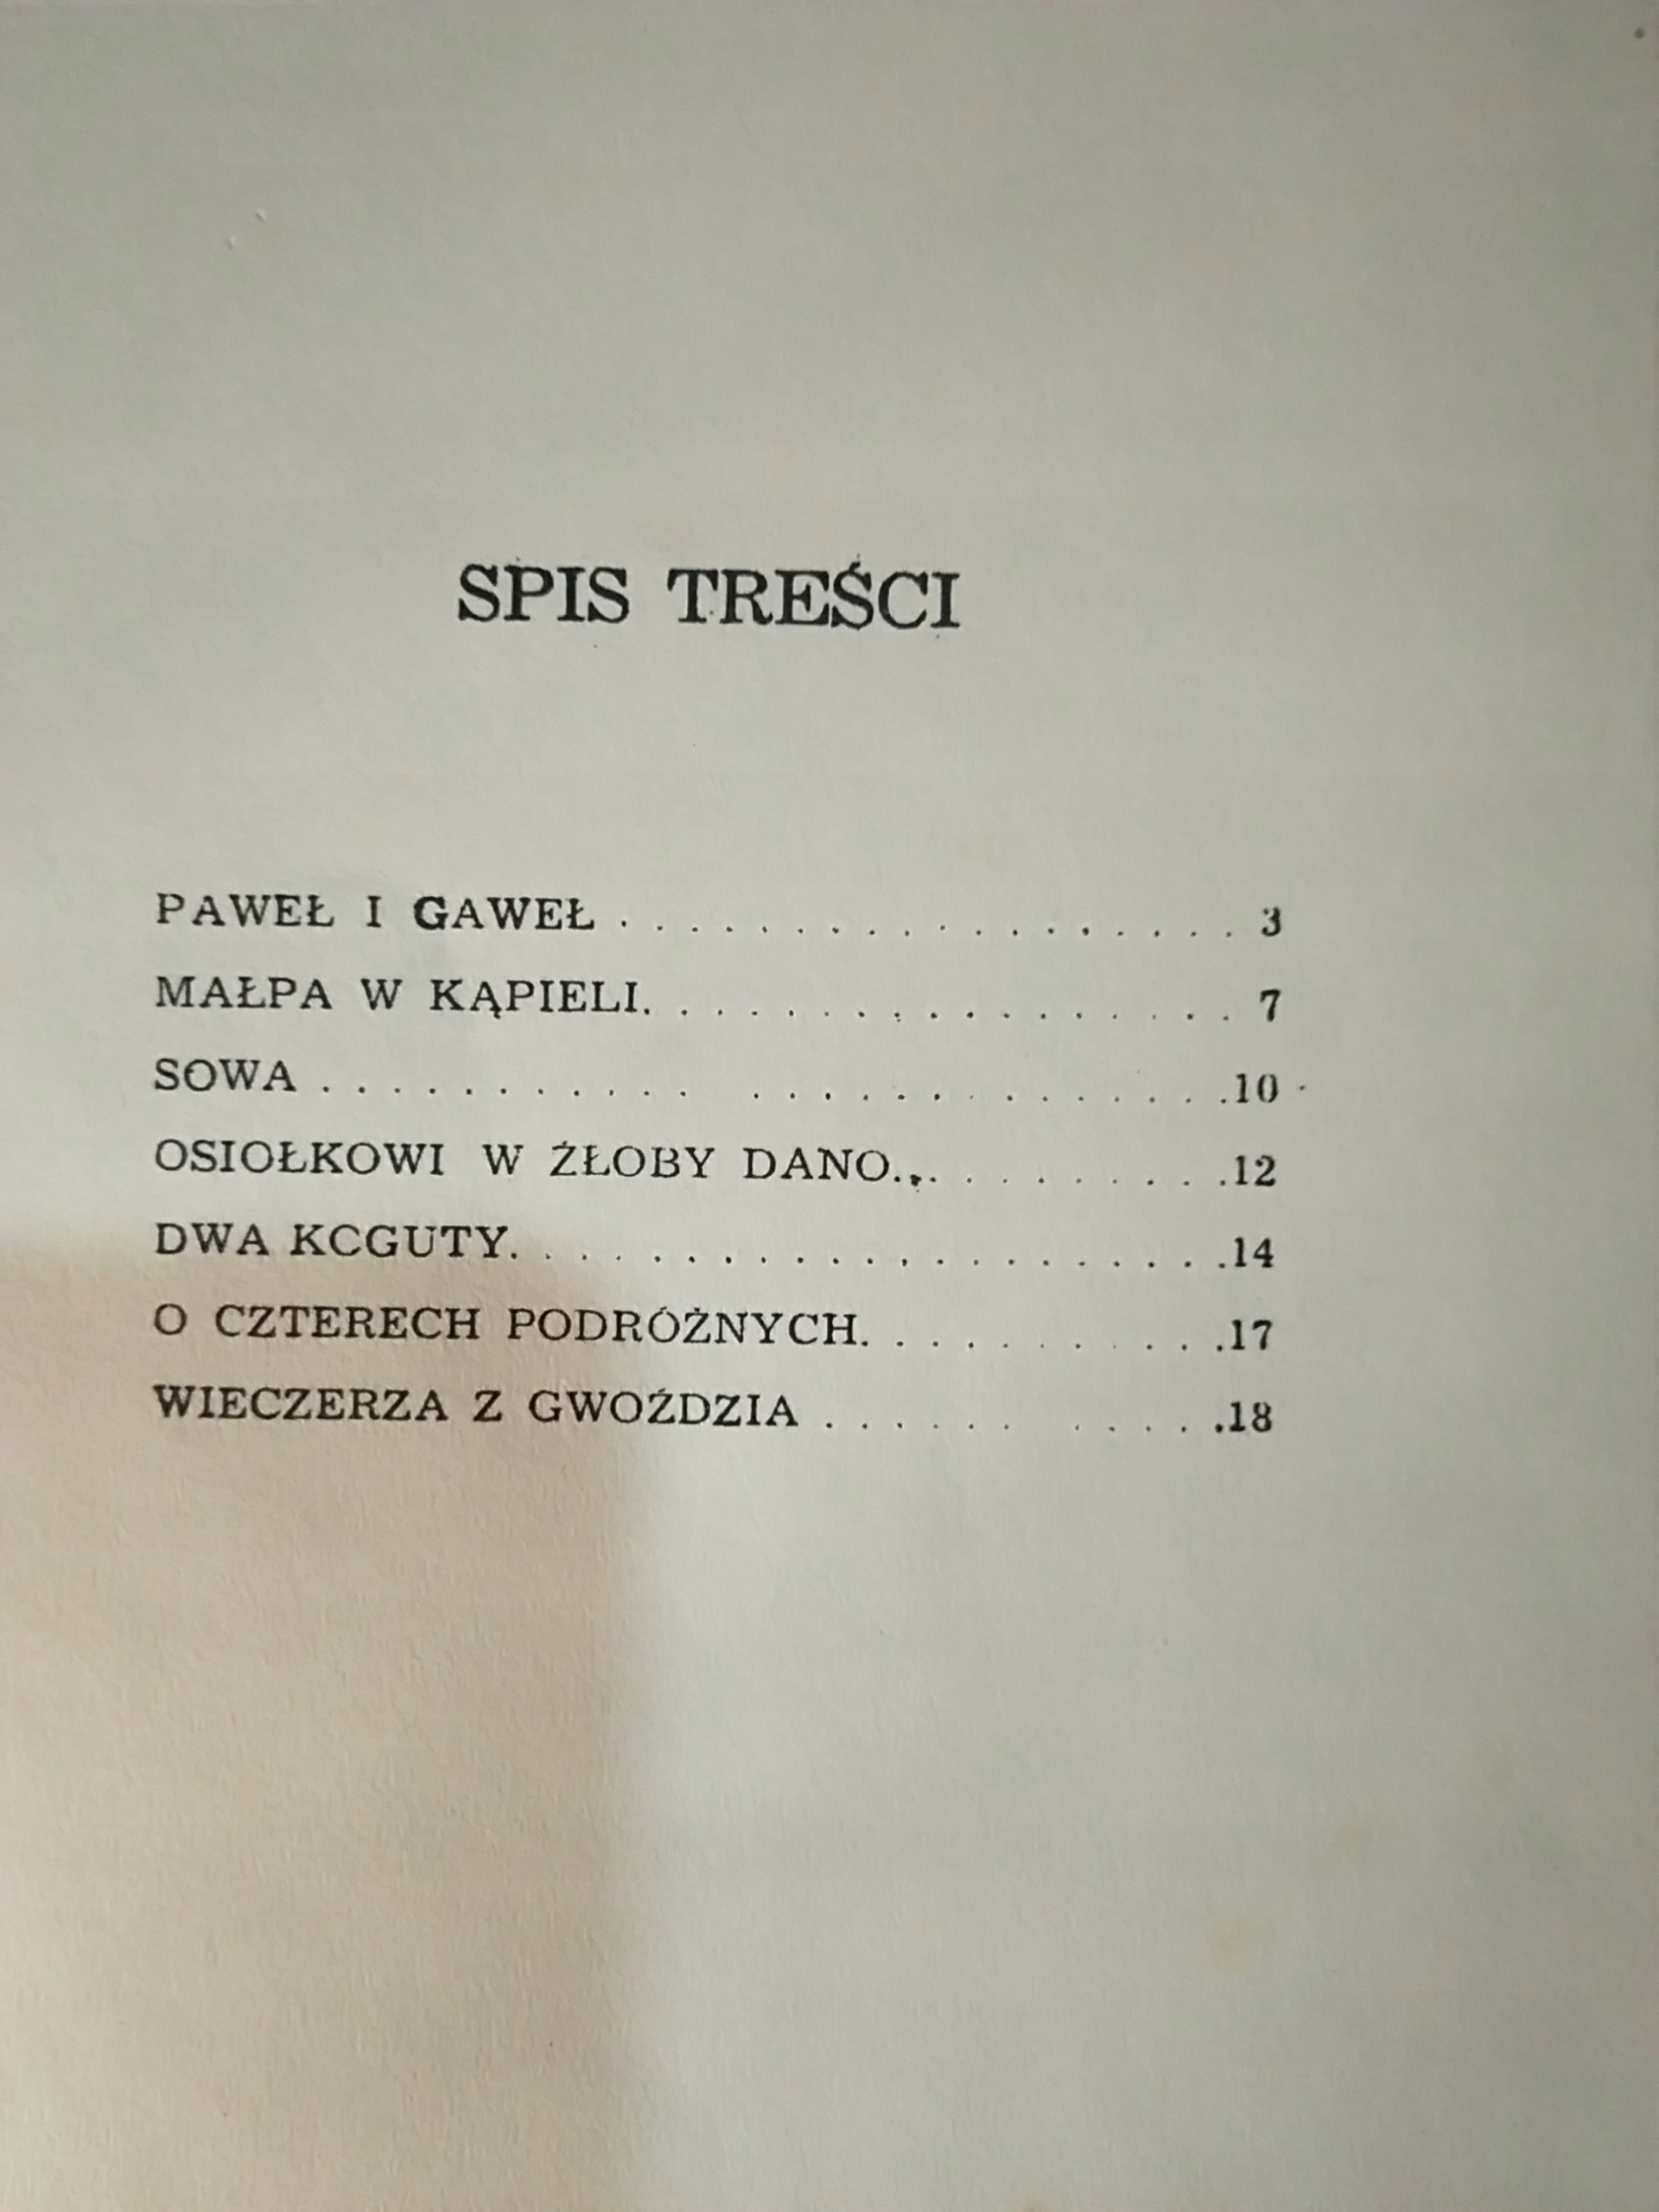 SPIS TREŚCI
PAWEŁ I GAWEŁ . . . . . . . . . . . . . . . . . . 3
MAŁPA W KĄPIELI. . . . . . . . . . . . . . . . . 7
SOWA . . . . . . . . . . . . . . . . . . . . . . . . .10
OSIOŁKOWI W ŻŁOBY DANO... . . . . . . . . .12
DWA KCGUTY. . . . . . . . . . . . . . . . . . . . .14
O CZTERECH PODRÓŻNYCH. . . . . . . . . . .17
WIECZERZA Z GWOŹDZIA . . . . . . . . . . .18